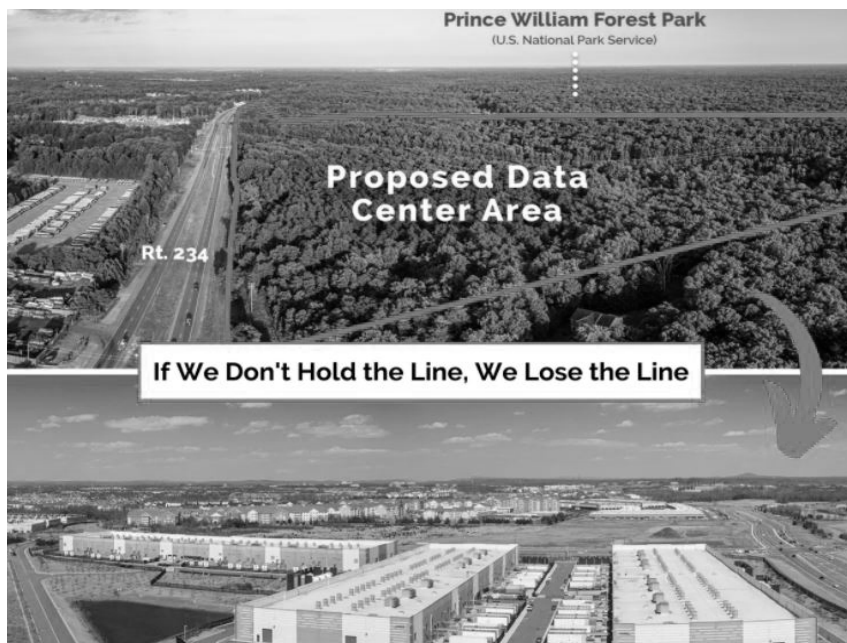 Prince William Forest Park
(U.S. National Park Service)
Proposed Data
Center Area
Rt. 234
If We Don't Hold the Line, We Lose the Line